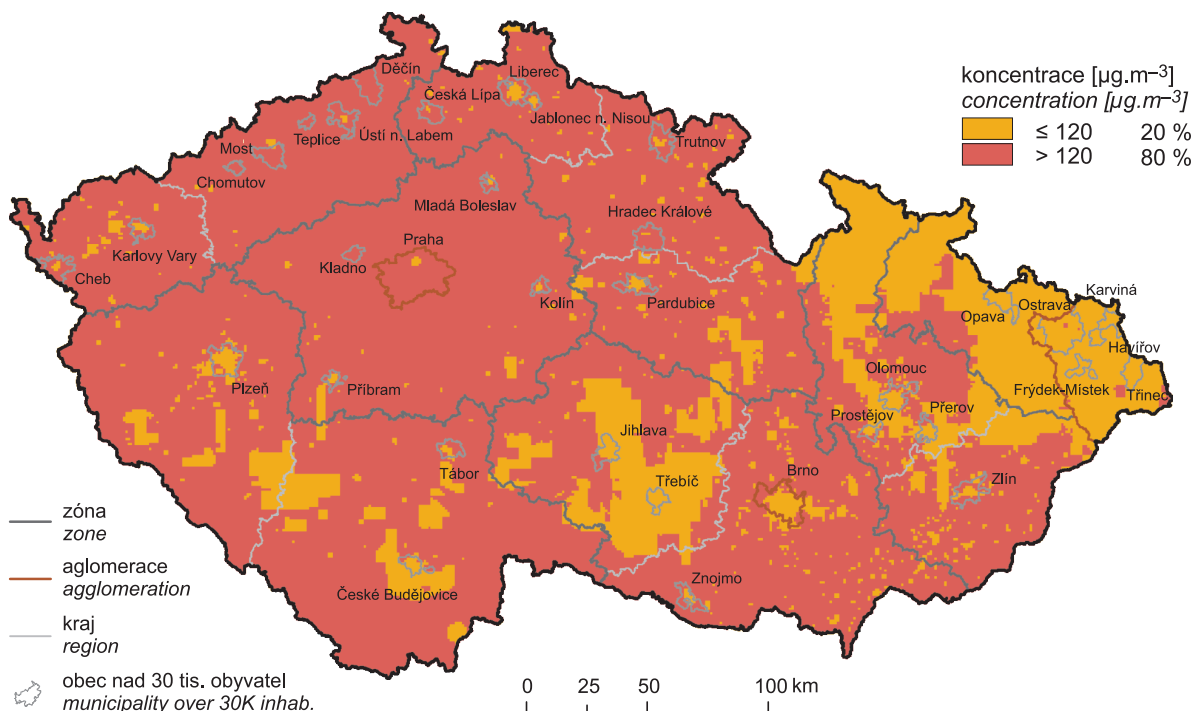 koncentrace [µg.m–3]
concentration [µg.m–3]
≤ 120 20 %
> 120 80 %
Děčín
Liberec
Česká Lípa
Jablonec n. Nisou
Teplice
Ústí n. Labem
Trutnov
Most
Chomutov
Mladá Boleslav
Hradec Králové
Karlovy Vary
Praha
Kladno
Cheb
Kolín
Pardubice
Karviná
Ostrava
Opava
Havířov
Olomouc
Plzeň
Příbram
Frýdek-Místek
Třinec
Prostějov
Přerov
Jihlava
Tábor
Třebíč
Brno
Zlín
České Budějovice
Znojmo
zóna
zone
aglomerace
agglomeration
kraj
region
obec nad 30 tis. obyvatel
municipality over 30K inhab.
0 25 50 100 km